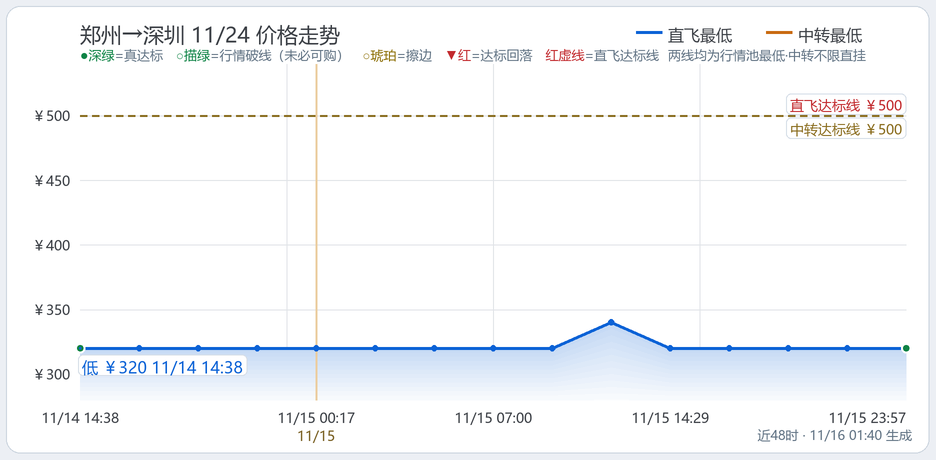 郑州→深圳 11/24 价格走势
直飞最低 中转最低
●深绿=真达标 ○描绿=行情破线（未必可购） ○琥珀=擦边 ▼红=达标回落 红虚线=直飞达标线 两线均为行情池最低·中转不限直挂
直飞达标线 ￥500
￥500
中转达标线 ￥500
￥450
￥400
￥350
低 ￥320 11/14 14:38
￥300
11/14 14:38 11/15 00:17 11/15 07:00 11/15 14:29 11/15 23:57
11/15
近48时 · 11/16 01:40 生成